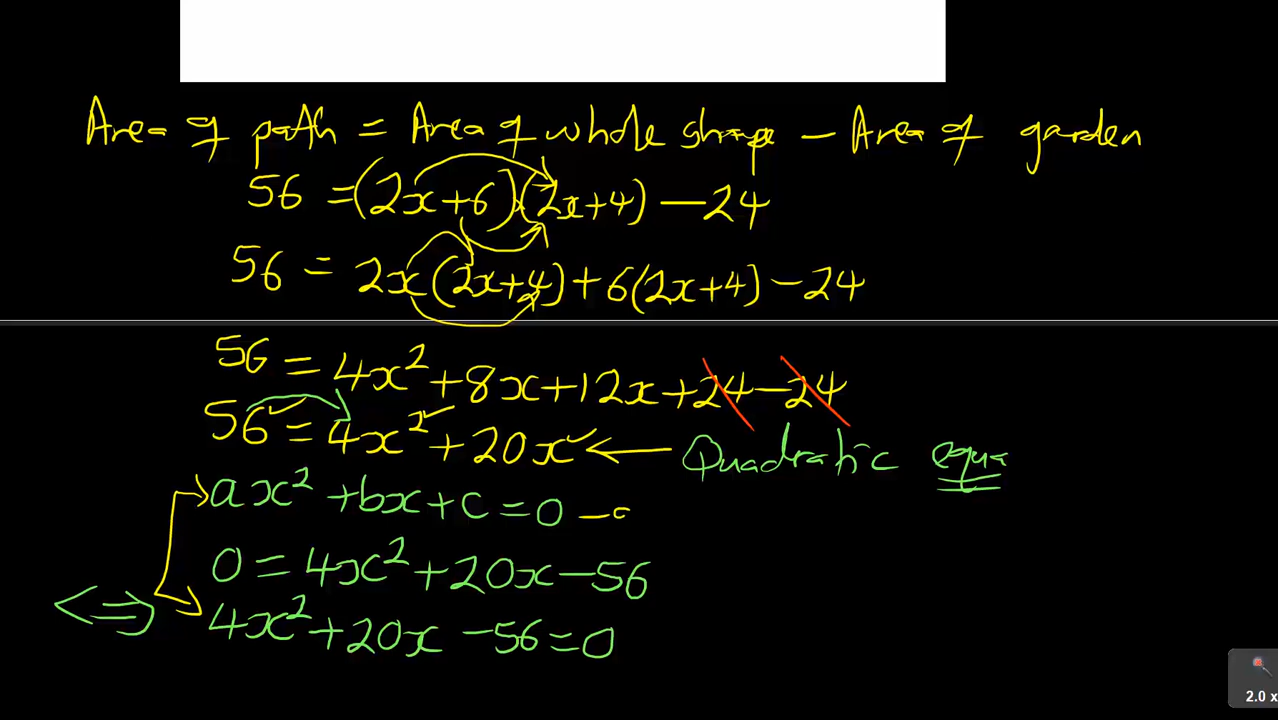 Area of path = Area of whole shape - Area of garden
56 = (2x+6)(2x+4) - 24
56 = 2x(2x+4) + 6(2x+4) - 24
56 = 4x² + 8x + 12x + 24 - 24
56 = 4x² + 20x ← Quadratic equa
ax² + bx + c = 0 -
0 = 4x² + 20x - 56
<=> 4x² + 20x - 56 = 0
2.0 x